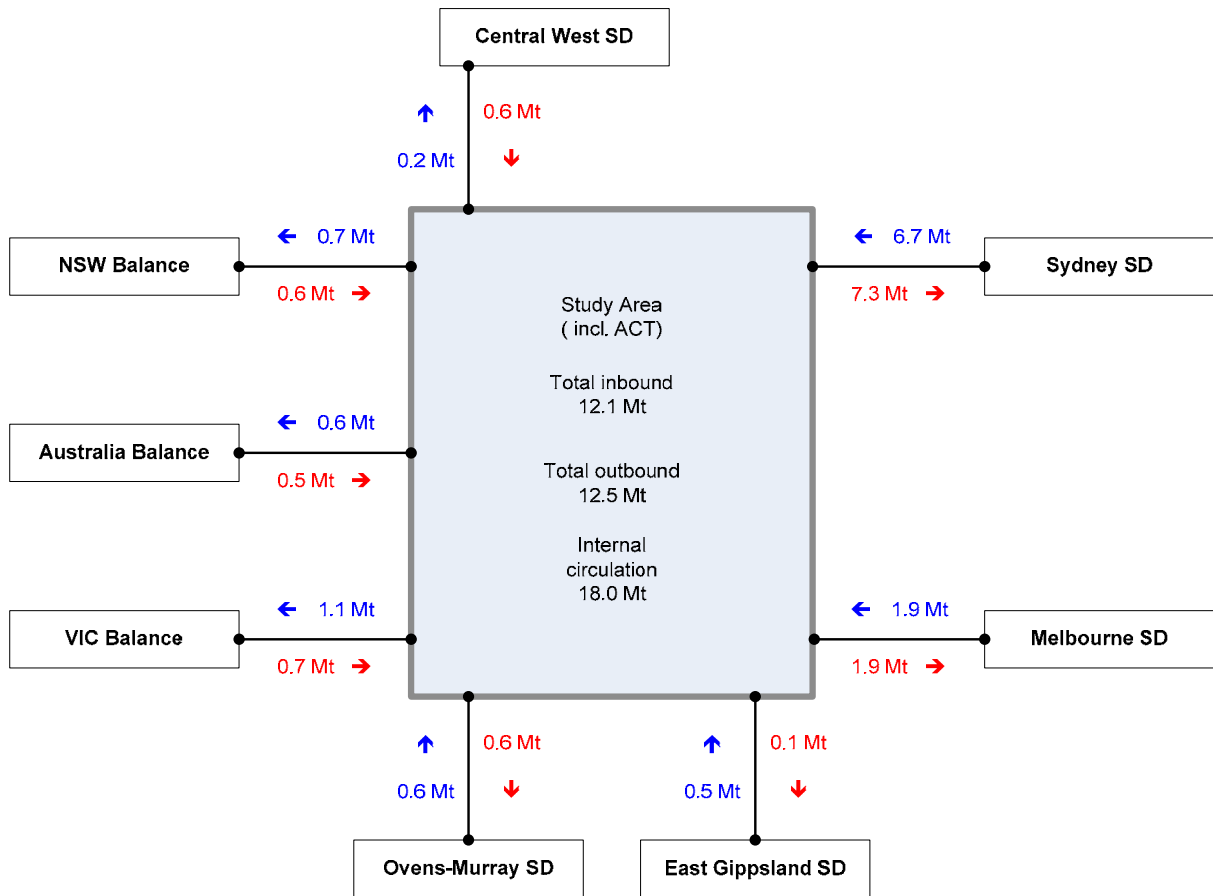 Central West SD
0.6 Mt
0.2 Mt
NSW Balance
0.7 Mt
0.6 Mt
6.7 Mt
7.3 Mt
Sydney SD
Study Area
( incl. ACT)
Total inbound
12.1 Mt
Australia Balance
0.6 Mt
0.5 Mt
Total outbound
12.5 Mt
Internal
circulation
18.0 Mt
VIC Balance
1.1 Mt
0.7 Mt
1.9 Mt
1.9 Mt
Melbourne SD
0.6 Mt
0.6 Mt
0.1 Mt
0.5 Mt
Ovens-Murray SD
East Gippsland SD